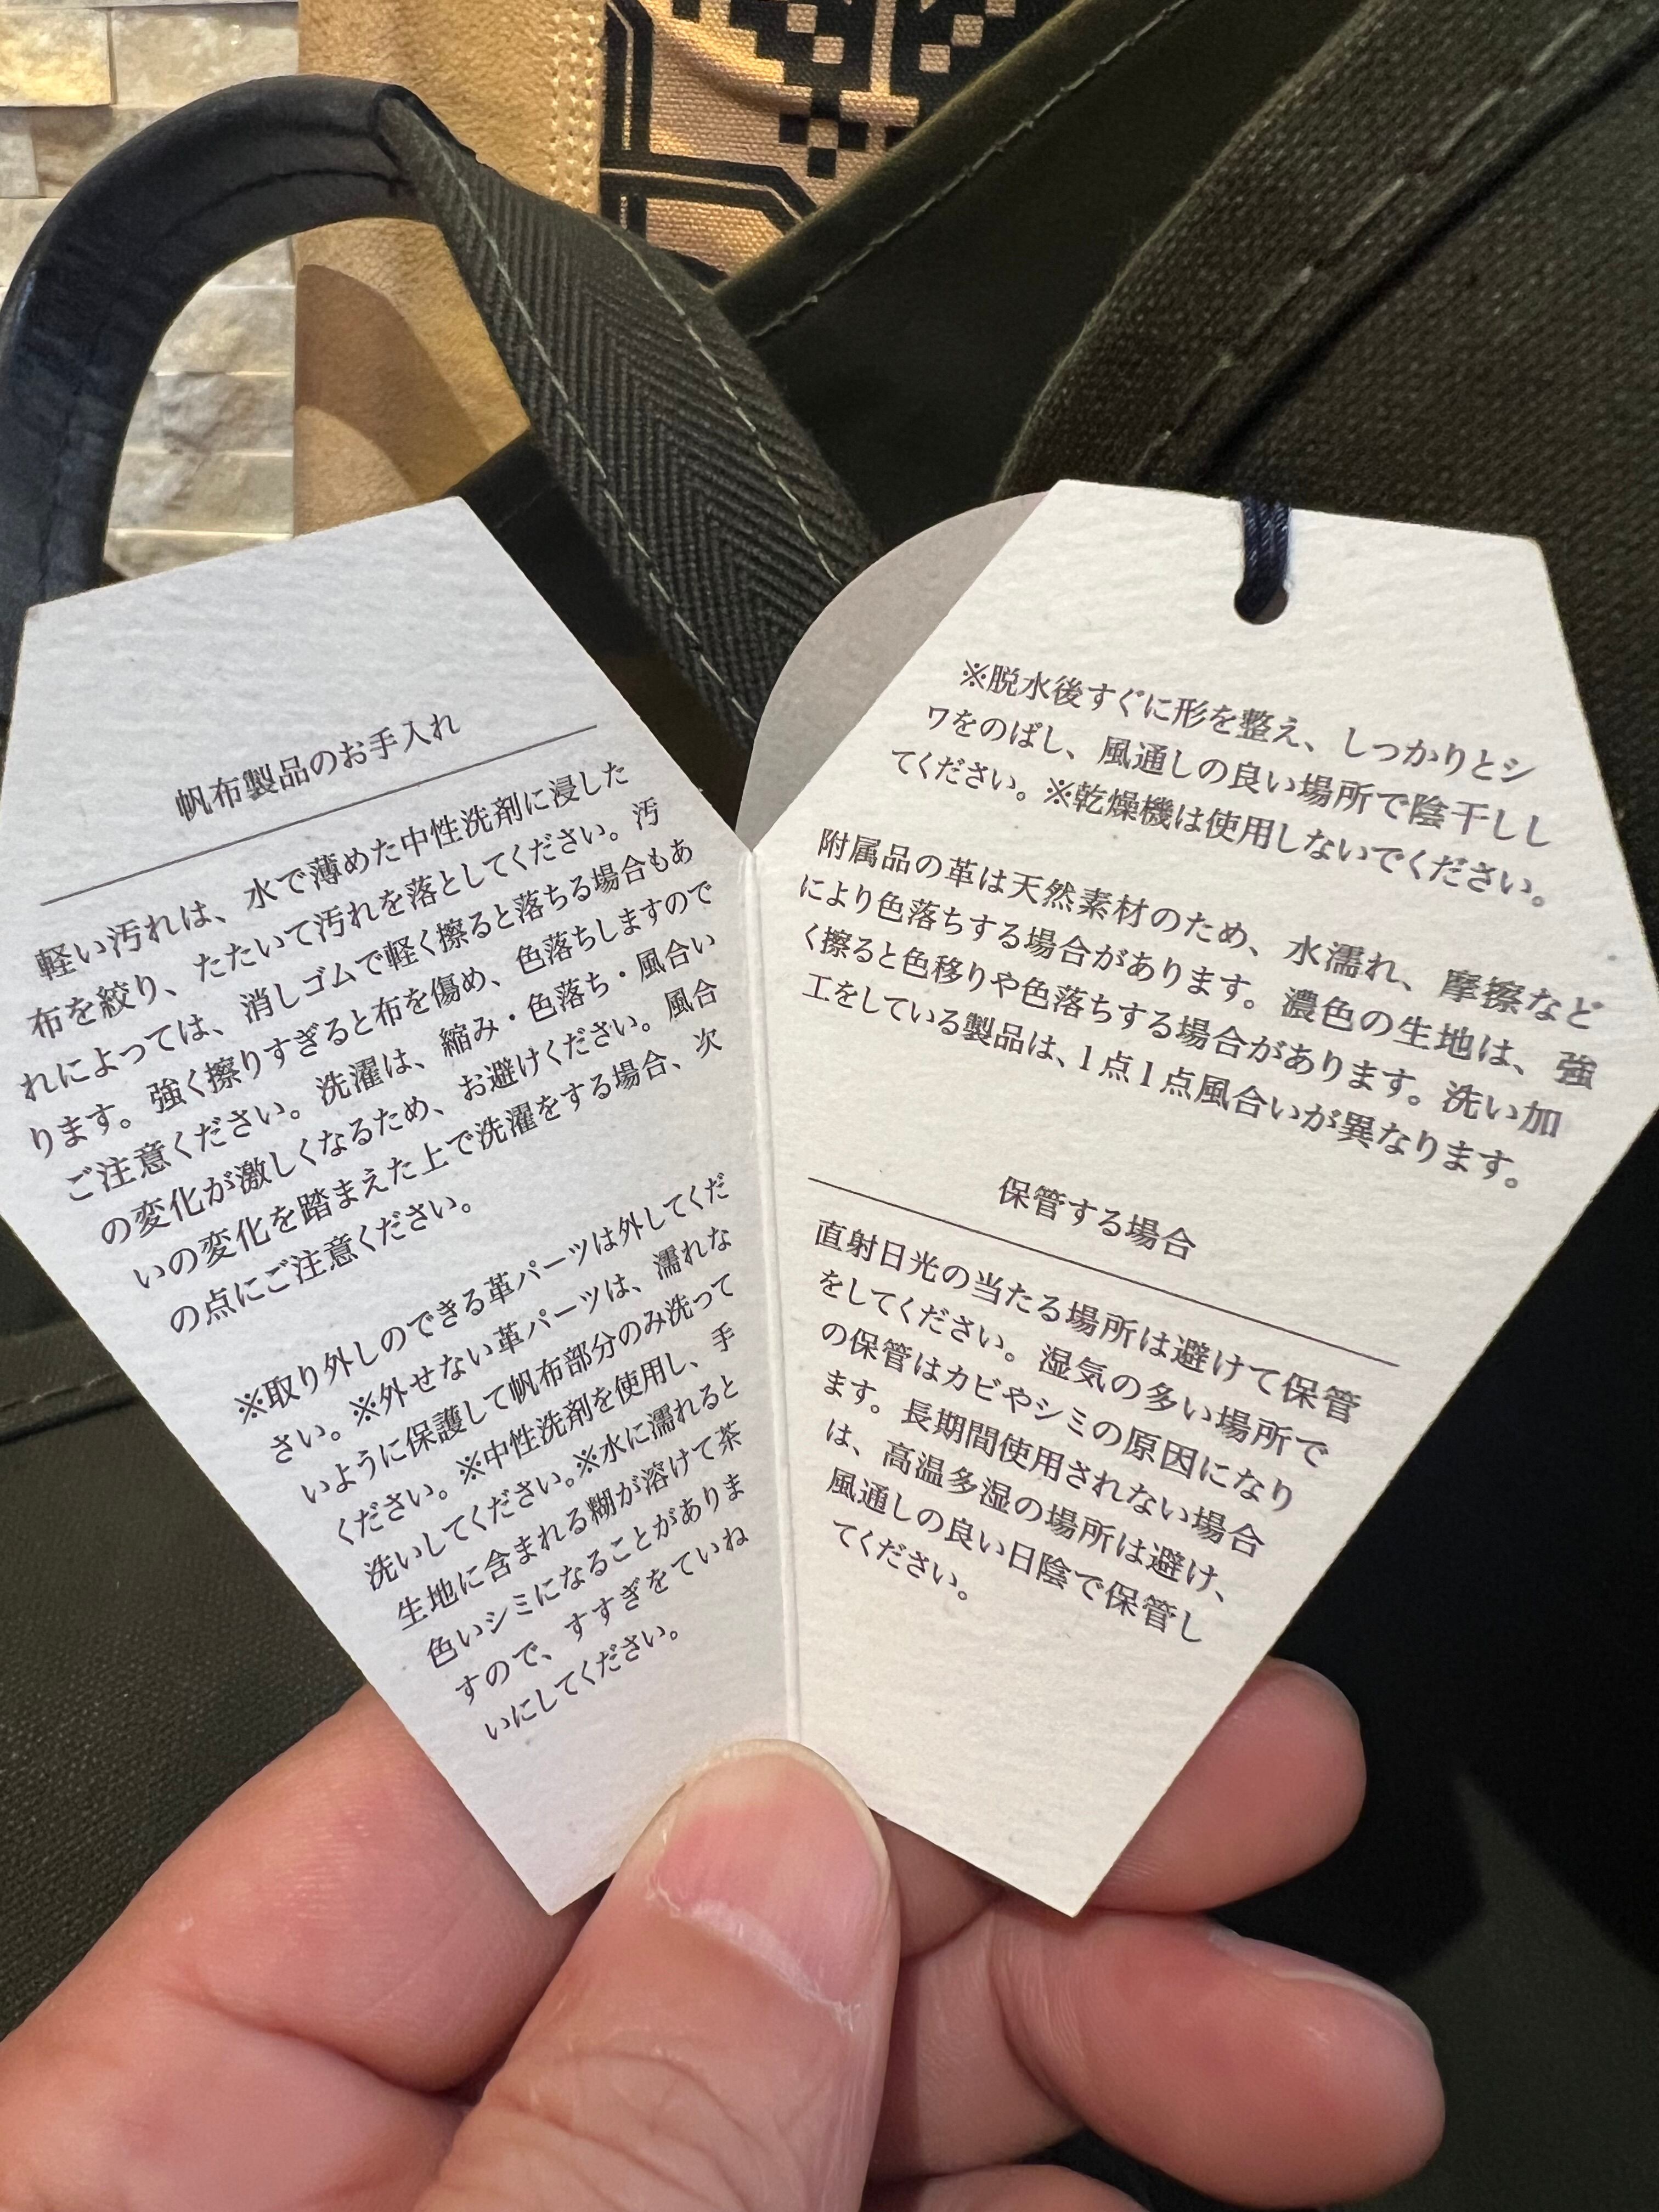 帆布製品のお手入れ
軽い汚れは、水で薄めた中性洗剤に浸した
布を絞り、たたいて汚れを落としてください。汚
れによっては、消しゴムで軽く擦ると落ちる場合もあ
ります。強く擦りすぎると布を傷め、色落ちしますので
ご注意ください。洗濯は、縮み・色落ち・風合い
の変化が激しくなるため、お避けください。風合
いの変化を踏まえた上で洗濯をする場合、次
の点にご注意ください。
※取り外しのできる革パーツは外してくだ
さい。※外せない革パーツは、濡れな
いように保護して帆布部分のみ洗って
ください。※中性洗剤を使用し、手
洗いしてください。※水に濡れると
生地に含まれる糊が溶けて茶
色いシミになることがありま
すので、すすぎをていね
いにしてください。
※脱水後すぐに形を整え、しっかりとシ
ワをのばし、風通しの良い場所で陰干しし
てください。※乾燥機は使用しないでください。
附属品の革は天然素材のため、水濡れ、摩擦など
により色落ちする場合があります。濃色の生地は、強
く擦ると色移りや色落ちする場合があります。洗い加
工をしている製品は、1点1点風合いが異なります。
保管する場合
直射日光の当たる場所は避けて保管
をしてください。湿気の多い場所で
の保管はカビやシミの原因になり
ます。長期間使用されない場合
は、高温多湿の場所は避け、
風通しの良い日陰で保管し
てください。